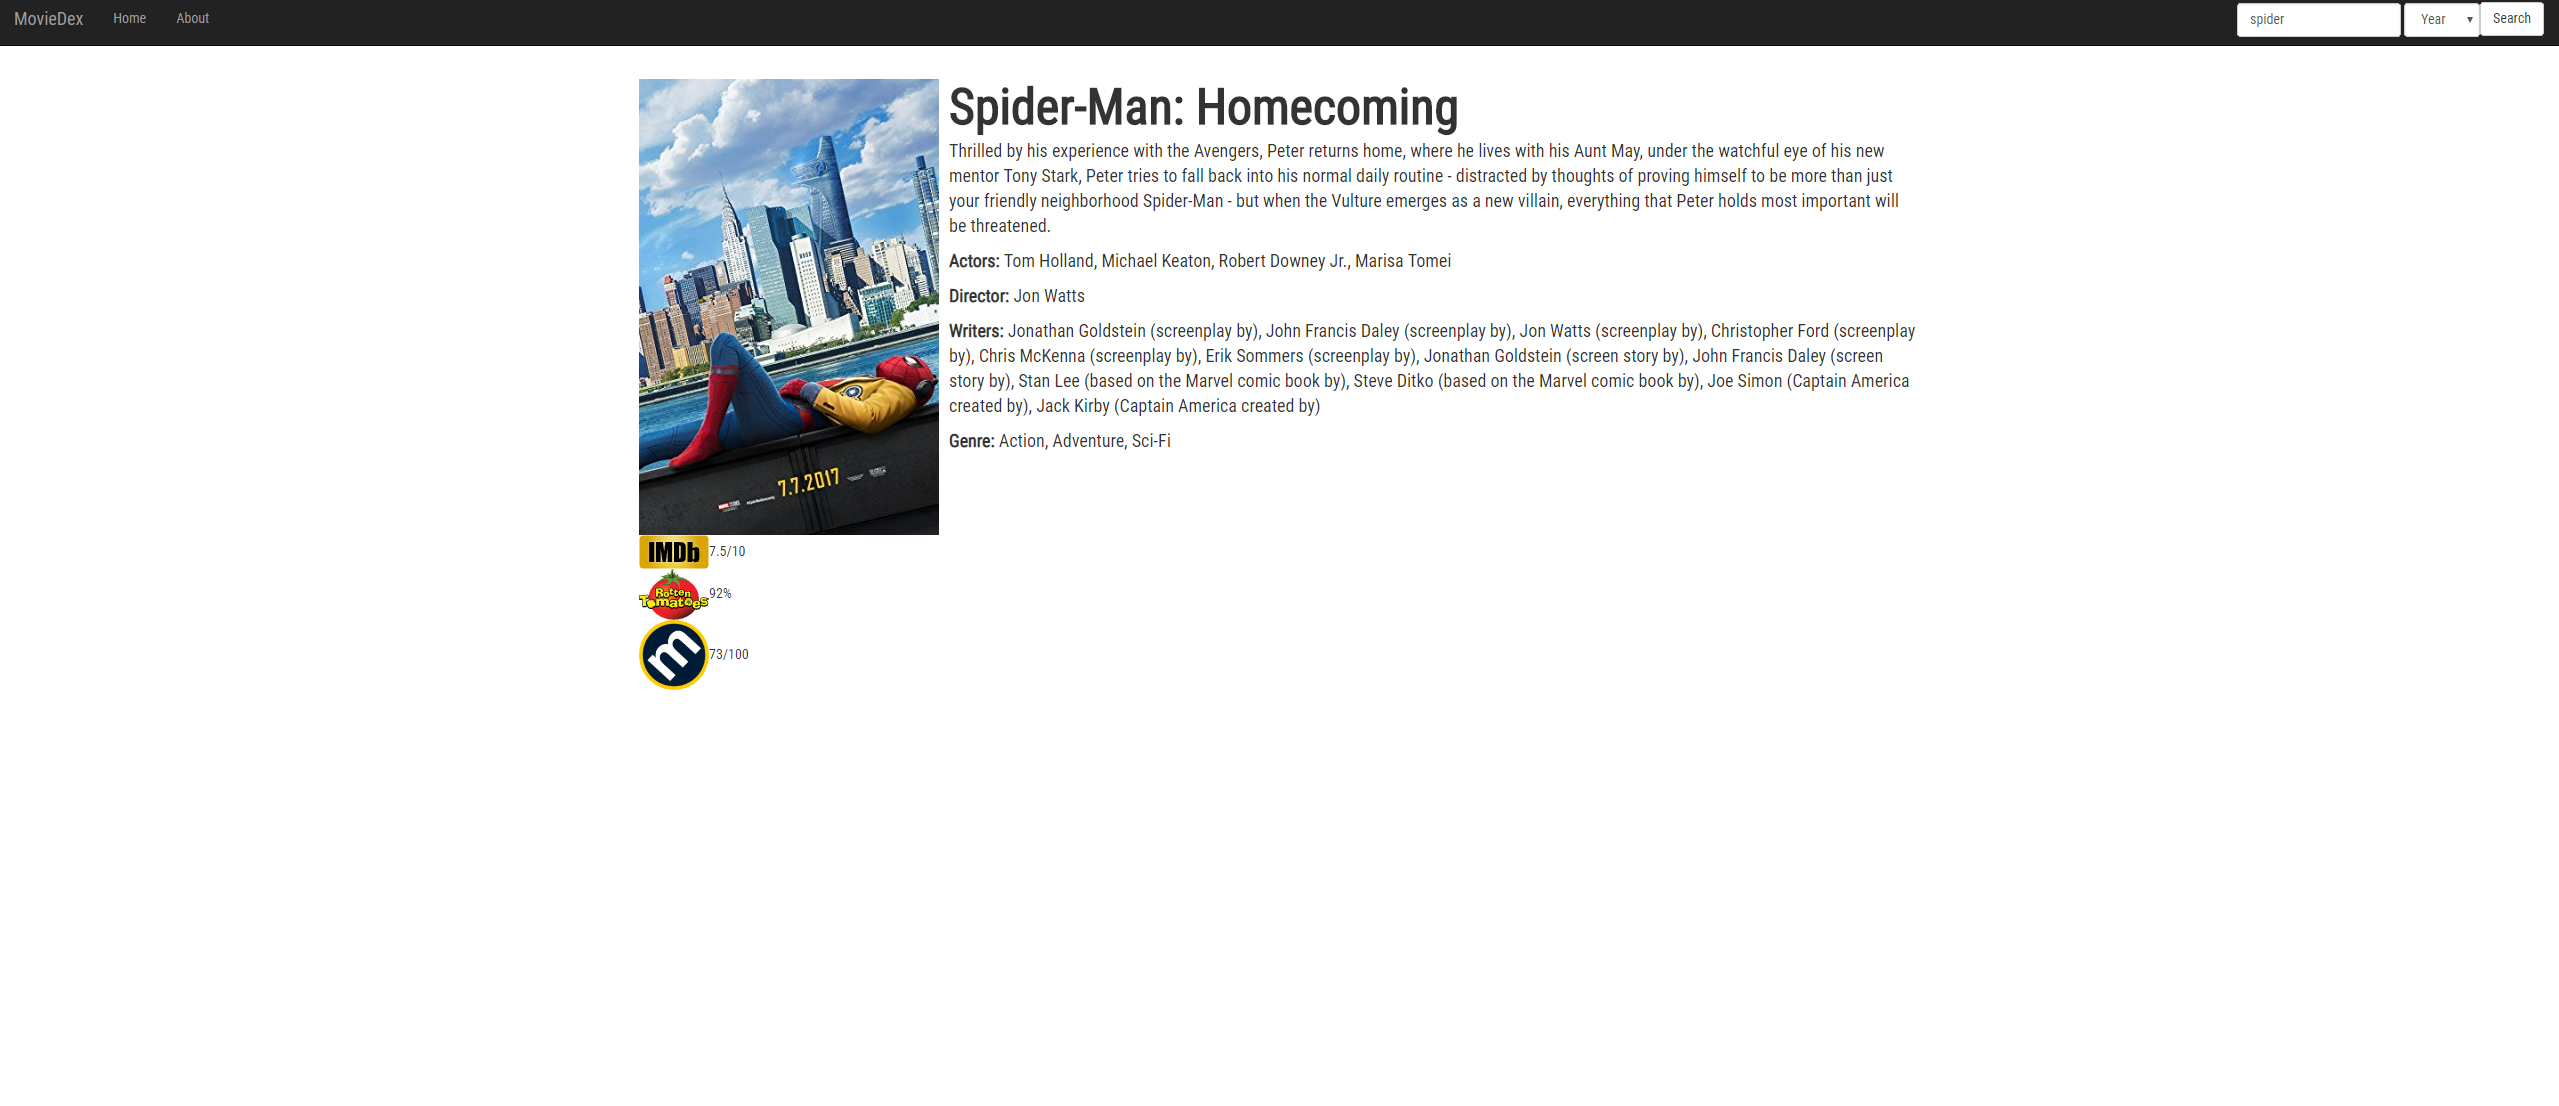 MovieDex Home About spider Year Search
Spider-Man: Homecoming
Thrilled by his experience with the Avengers, Peter returns home, where he lives with his Aunt May, under the watchful eye of his new
mentor Tony Stark, Peter tries to fall back into his normal daily routine - distracted by thoughts of proving himself to be more than just
your friendly neighborhood Spider-Man - but when the Vulture emerges as a new villain, everything that Peter holds most important will
be threatened.
Actors: Tom Holland, Michael Keaton, Robert Downey Jr., Marisa Tomei
Director: Jon Watts
Writers: Jonathan Goldstein (screenplay by), John Francis Daley (screenplay by), Jon Watts (screenplay by), Christopher Ford (screenplay
by), Chris McKenna (screenplay by), Erik Sommers (screenplay by), Jonathan Goldstein (screen story by), John Francis Daley (screen
story by), Stan Lee (based on the Marvel comic book by), Steve Ditko (based on the Marvel comic book by), Joe Simon (Captain America
created by), Jack Kirby (Captain America created by)
Genre: Action, Adventure, Sci-Fi
7.7.2017
IMDb 7.5/10
Rotten
Tomatoes 92%
m 73/100